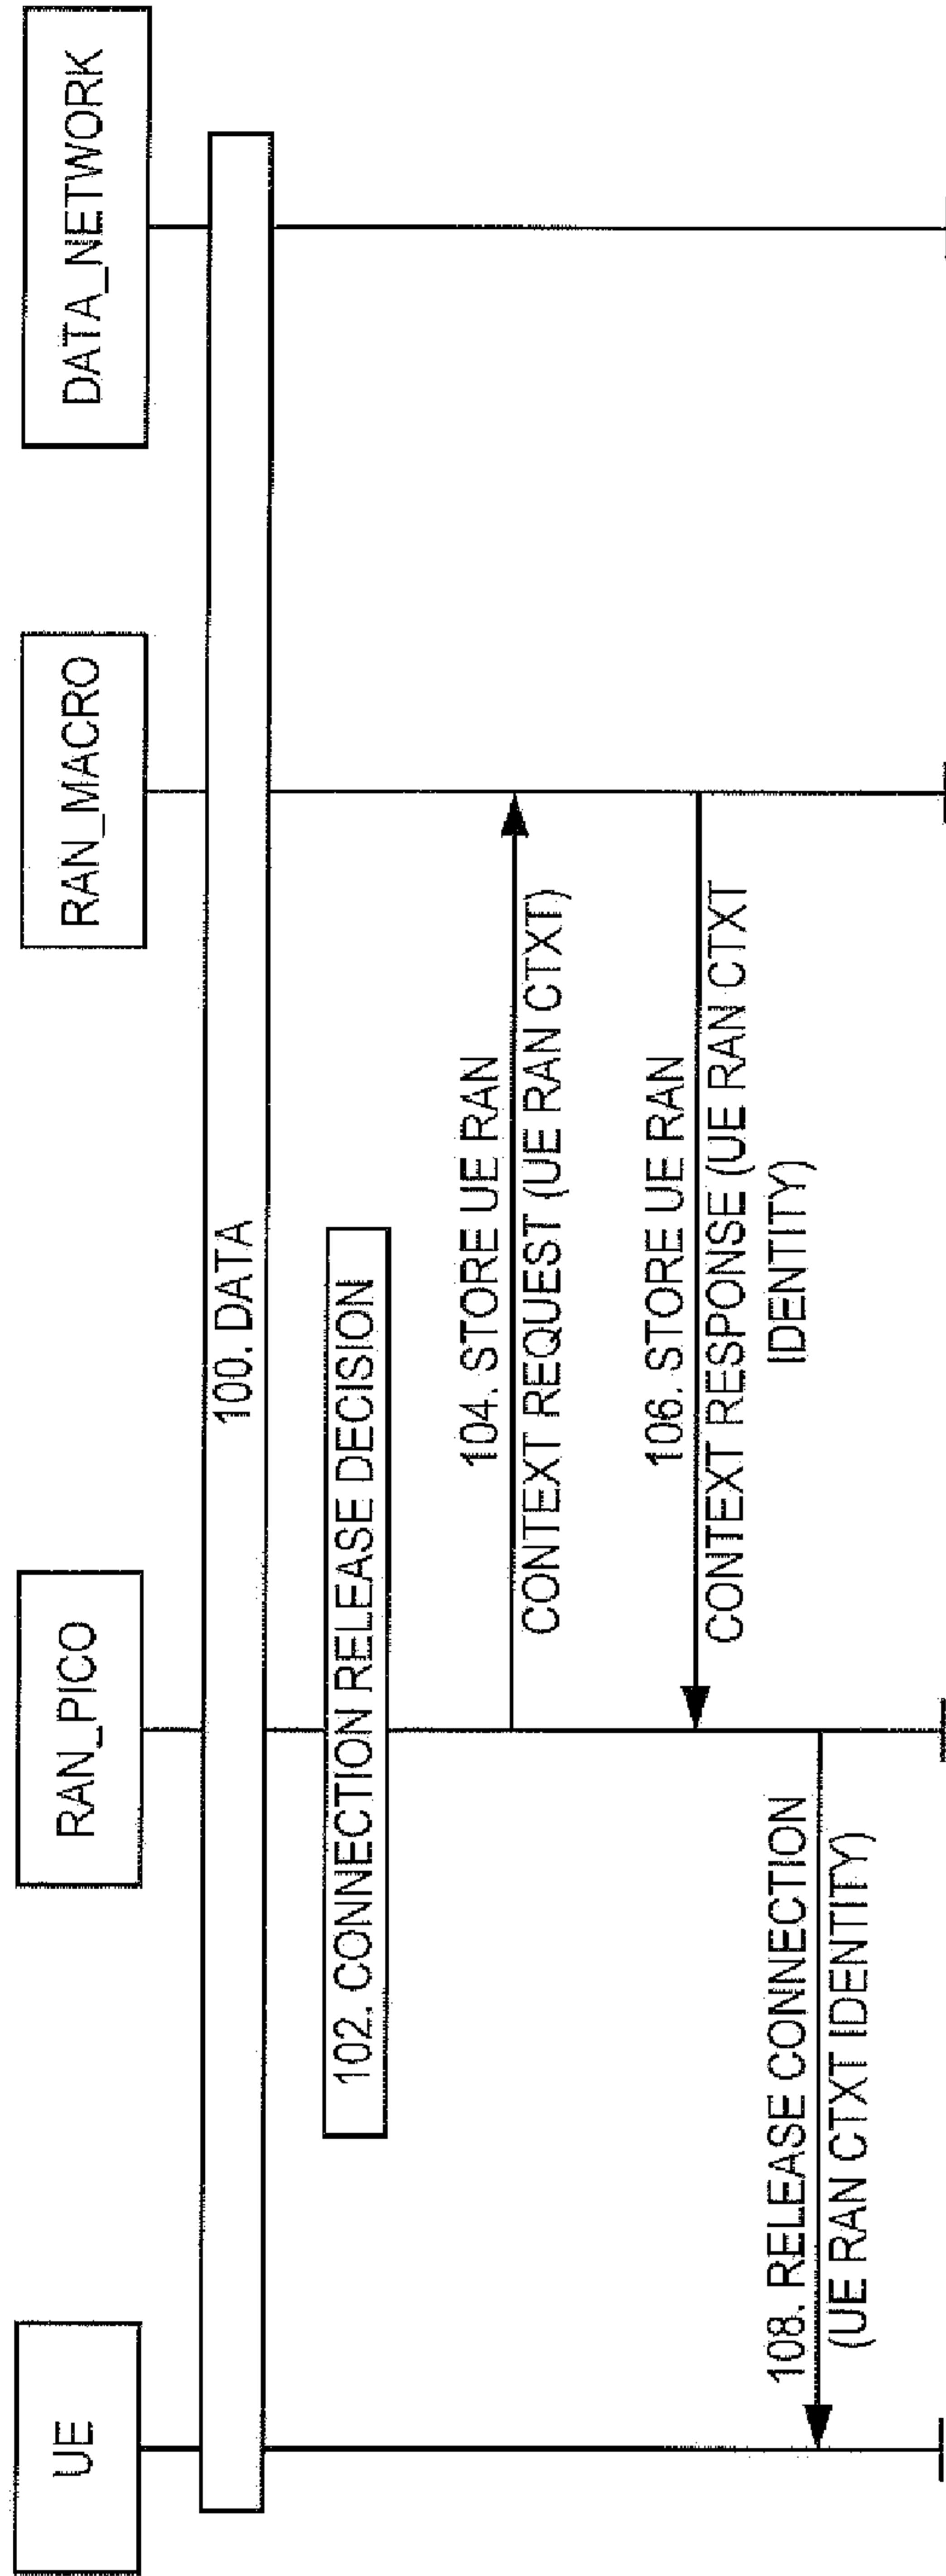 UE
RAN_PICO
RAN_MACRO
DATA_NETWORK
100. DATA
102. CONNECTION RELEASE DECISION
104. STORE UE RAN
CONTEXT REQUEST (UE RAN CTXT)
106. STORE UE RAN
CONTEXT RESPONSE (UE RAN CTXT
IDENTITY)
108. RELEASE CONNECTION
(UE RAN CTXT IDENTITY)